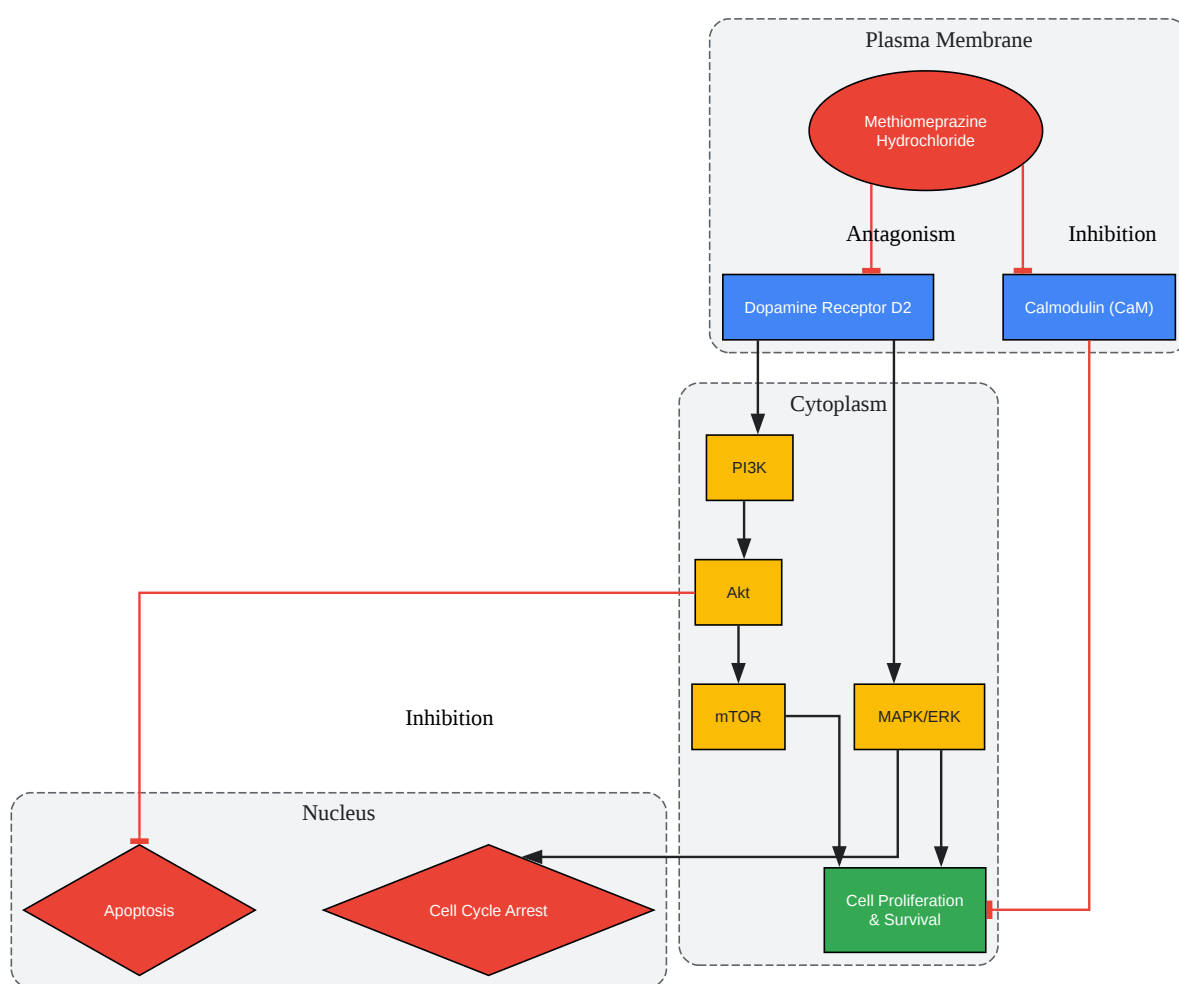 Plasma Membrane
Methiomeprazine
Hydrochloride
Antagonism
Inhibition
Dopamine Receptor D2
Calmodulin (CaM)
Cytoplasm
PI3K
Akt
mTOR
MAPK/ERK
Inhibition
Nucleus
Apoptosis
Cell Cycle Arrest
Cell Proliferation
& Survival